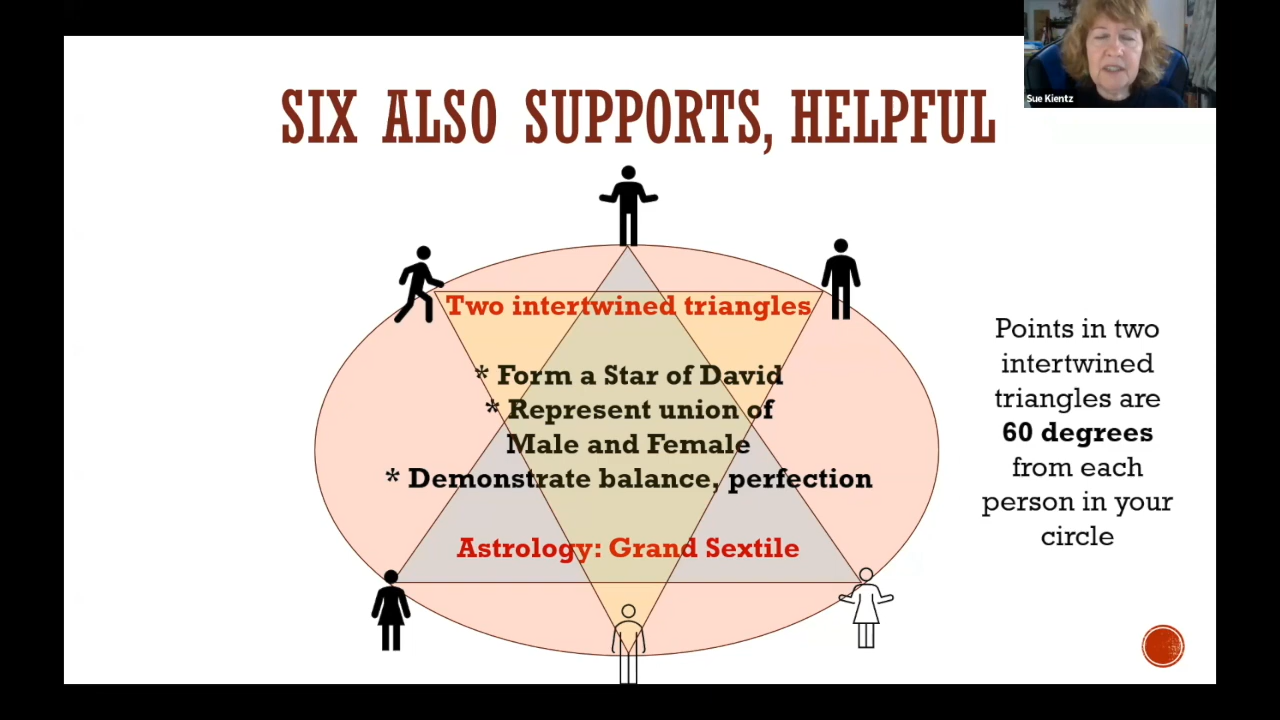 Sue Kientz
SIX ALSO SUPPORTS, HELPFUL
Two intertwined triangles
* Form a Star of David
* Represent union of
Male and Female
* Demonstrate balance, perfection
Astrology: Grand Sextile
Points in two
intertwined
triangles are
60 degrees
from each
person in your
circle